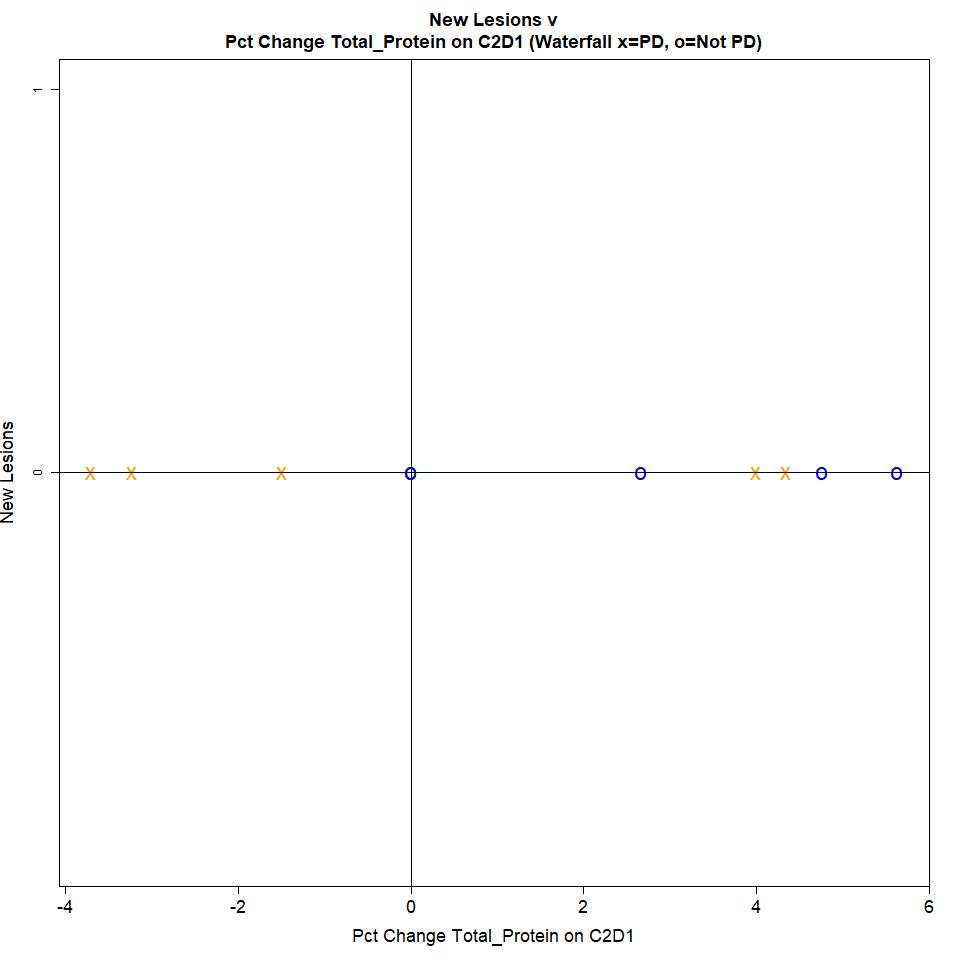 New Lesions v
Pct Change Total_Protein on C2D1 (Waterfall x=PD, o=Not PD)
1
New Lesions
0
x x x o o x x o o
-4 -2 0 2 4 6
Pct Change Total_Protein on C2D1